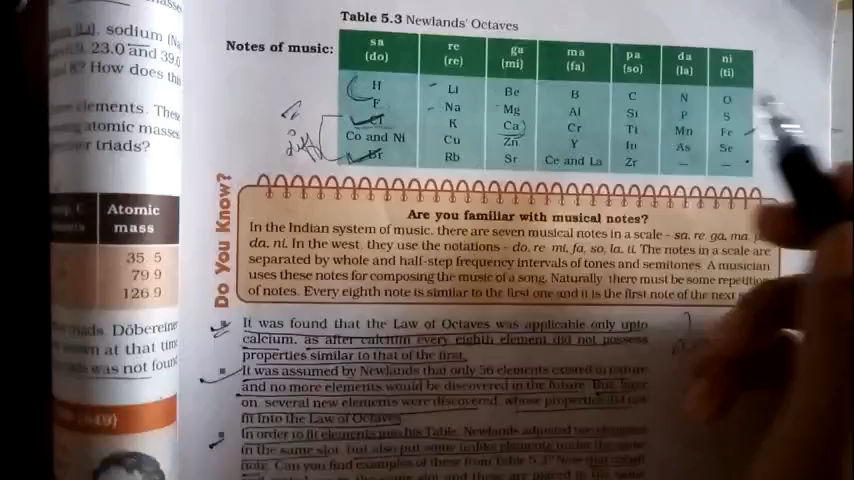 Table 5.3 Newlands' Octaves
Notes of music: sa re ga ma pa da ni
(do) (re) (mi) (fa) (so) (la) (ti)
H Li Be B C N O
F Na Mg Al Si P S
Cl K Ca Cr Ti Mn Fe
Co and Ni Cu Zn Y In As Se
Br Rb Sr Ce and La Zr — —
diff
sodium (Na
23.0 and 39.0
? How does this
elements. These
atomic masses
triads?
Atomic
mass
35.5
79.9
126.9
Döbereiner
at that time
was not found
Do You Know?
Are you familiar with musical notes?
In the Indian system of music, there are seven musical notes in a scale – sa, re, ga, ma,
da, ni. In the west, they use the notations – do, re, mi, fa, so, la, ti. The notes in a scale are
separated by whole and half-step frequency intervals of tones and semitones. A musician
uses these notes for composing the music of a song. Naturally, there must be some repetition
of notes. Every eighth note is similar to the first one and it is the first note of the next
It was found that the Law of Octaves was applicable only upto
calcium, as after calcium every eighth element did not possess
properties similar to that of the first.
It was assumed by Newlands that only 56 elements existed in nature
and no more elements would be discovered in the future. But, later
on, several new elements were discovered, whose properties did not
fit into the Law of Octaves
In order to fit elements into his Table, Newlands adjusted two elements
in the same slot, but also put some unlike elements under the same
note. Can you find examples of these from Table 5.3? Note that cobalt